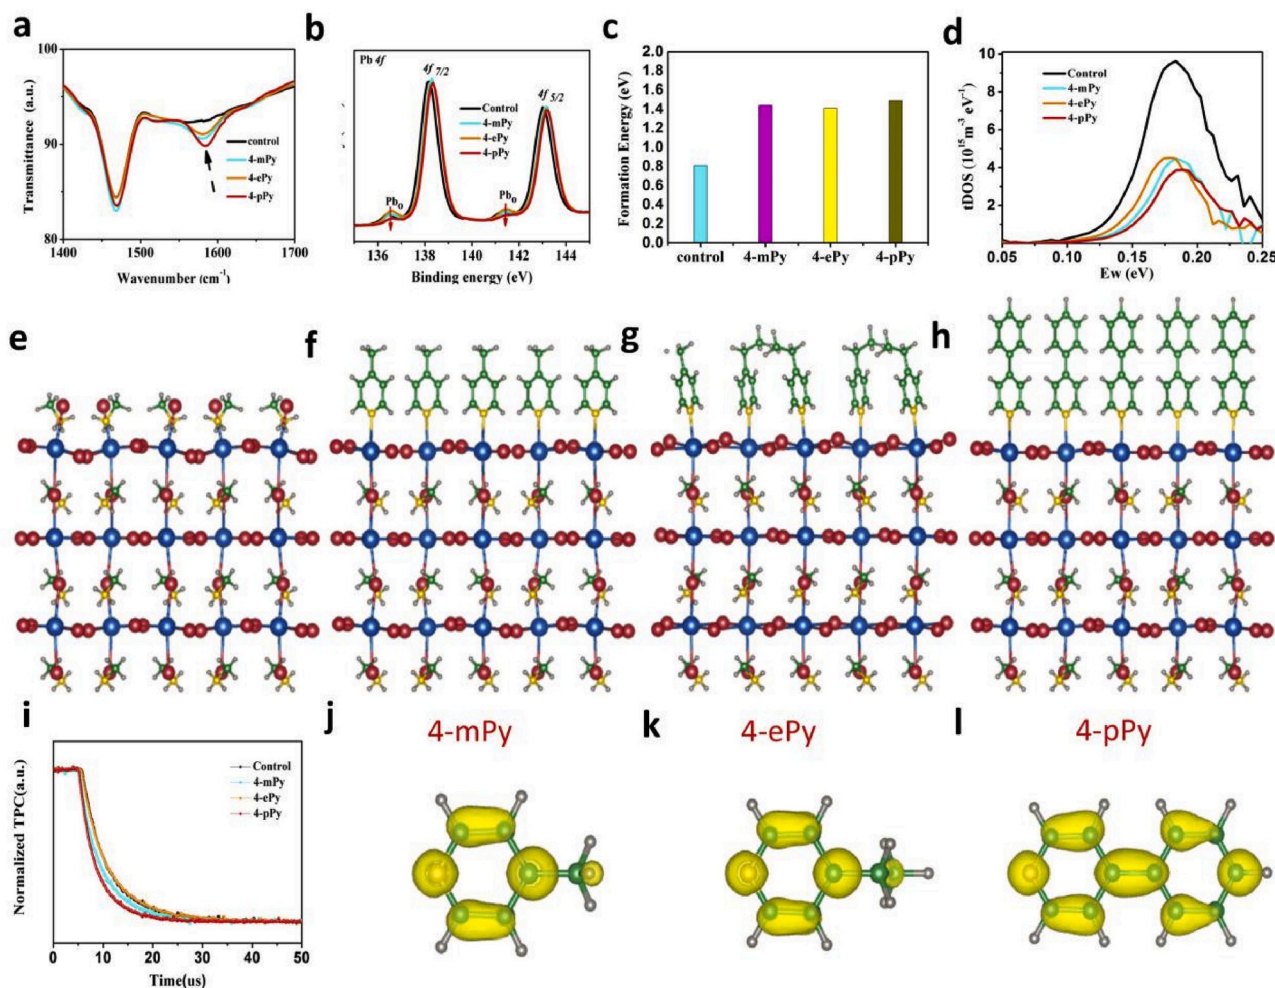 a
100
90
80
Transmittance (a.u.)
control
4-mPy
4-ePy
4-pPy
1400
1500
1600
1700
Wavenumber (cm⁻¹)
b
Pb 4f
4f 7/2
4f 5/2
Control
4-mPy
4-ePy
4-pPy
Pb₀
Pb₀
136
138
140
142
144
Binding energy (eV)
c
2.0
1.8
1.6
1.4
1.2
1.0
0.8
0.6
0.4
0.2
0.0
Formation Energy (eV)
control
4-mPy
4-ePy
4-pPy
d
10
8
6
4
2
tDOS (10¹⁵ m⁻³ eV⁻¹)
Control
4-mPy
4-ePy
4-pPy
0.05
0.10
0.15
0.20
0.25
Ew (eV)
e
f
g
h
i
Normalized TPC(a.u.)
Control
4-mPy
4-ePy
4-pPy
0
10
20
30
40
50
Time(us)
j
4-mPy
k
4-ePy
l
4-pPy